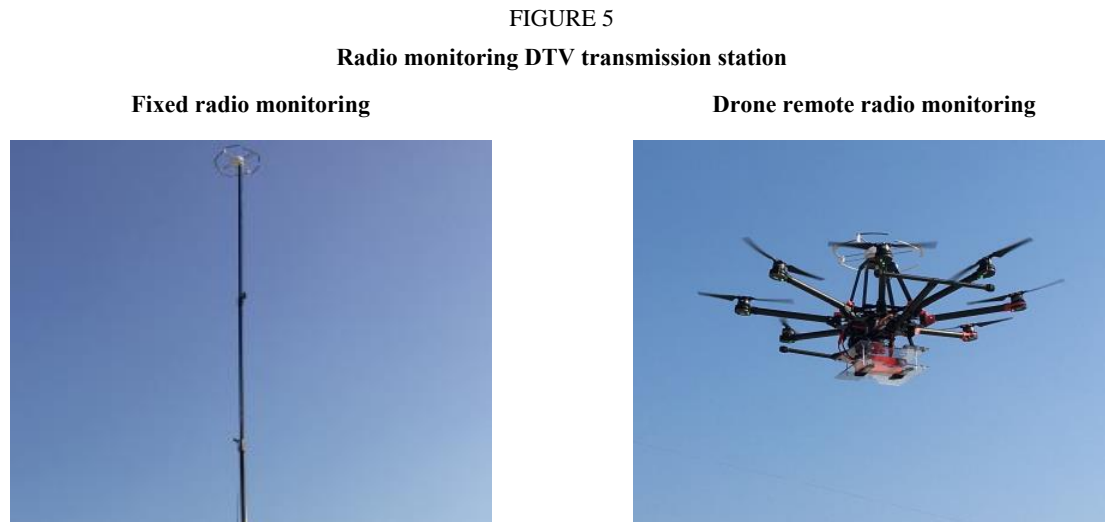 FIGURE 5
Radio monitoring DTV transmission station
Fixed radio monitoring
Drone remote radio monitoring